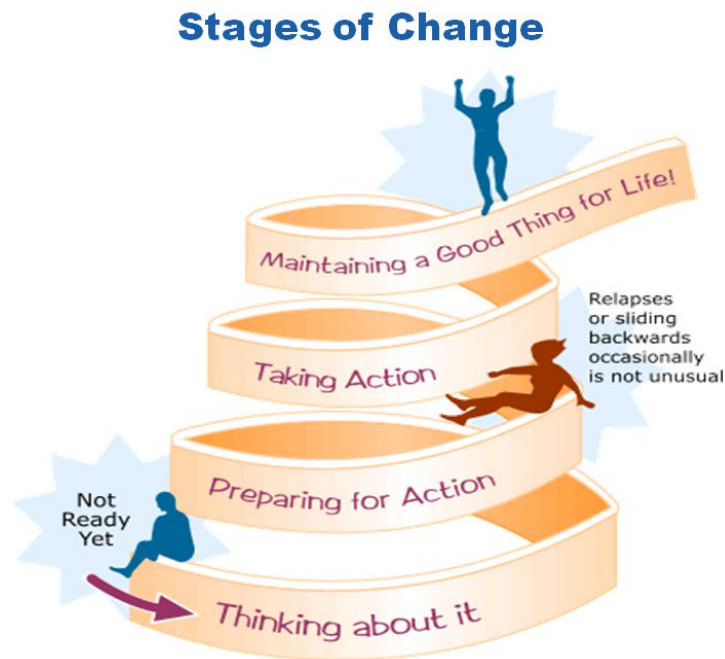 Stages of Change
Maintaining a Good Thing for Life!
Relapses
or sliding
backwards
occasionally
is not unusual
Taking Action
Preparing for Action
Not
Ready
Yet
Thinking about it